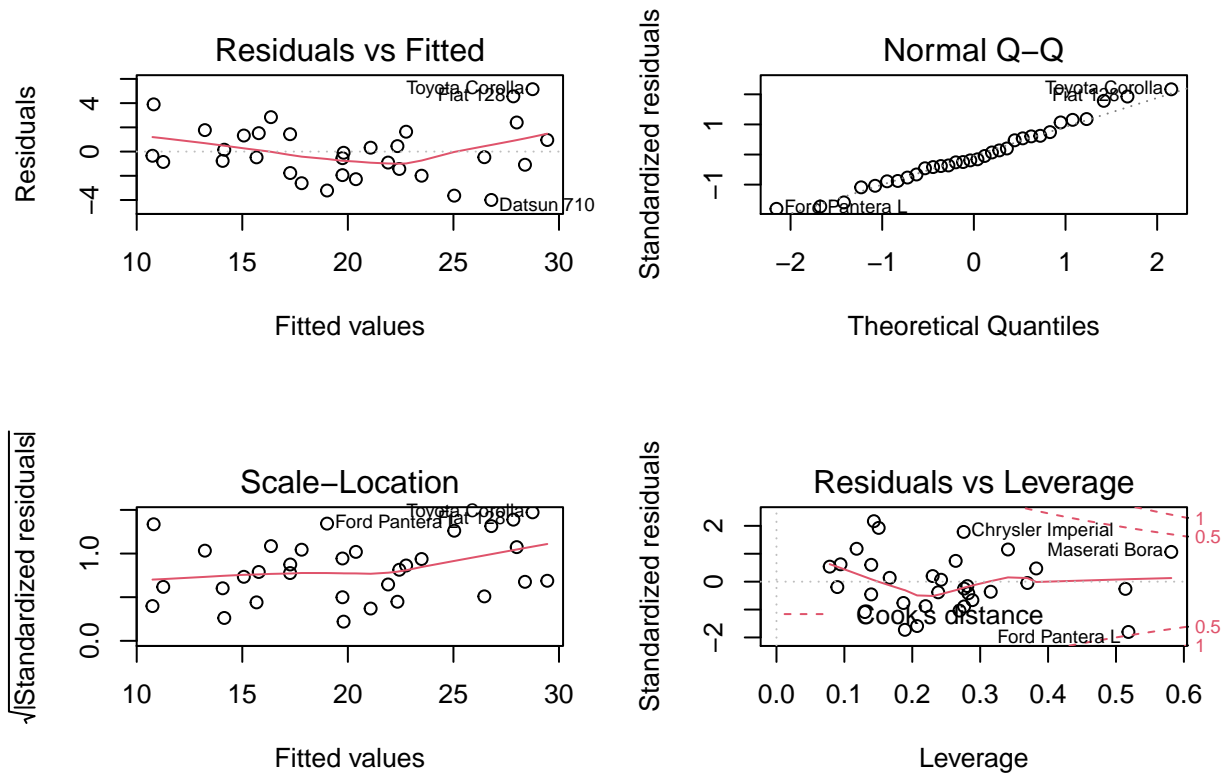 Residuals vs Fitted
Residuals
4
0
−4
Toyota Corolla
Fiat 128
Datsun 710
10 15 20 25 30
Fitted values
Normal Q−Q
Standardized residuals
1
−1
Toyota Corolla
Fiat 128
Ford Pantera L
−2 −1 0 1 2
Theoretical Quantiles
Scale−Location
√|Standardized residuals|
1.0
0.0
Toyota Corolla
Fiat 128
Ford Pantera L
10 15 20 25 30
Fitted values
Residuals vs Leverage
Standardized residuals
2
0
−2
Chrysler Imperial
Maserati Bora
Cook's distance
Ford Pantera L
1
0.5
0.5
1
0.0 0.1 0.2 0.3 0.4 0.5 0.6
Leverage